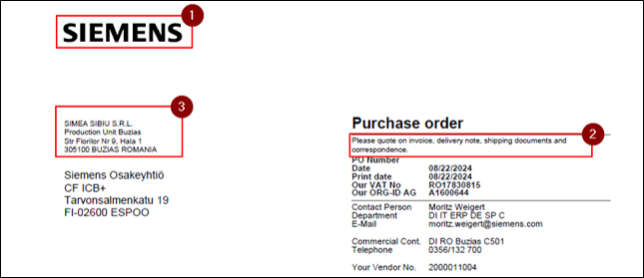 1
SIEMENS
3
SIMEA SIBIU S.R.L.
Production Unit Buzias
Str Florilor Nr 9, Hala 1
305100 BUZIAS ROMANIA
Siemens Osakeyhtiö
CF ICB+
Tarvonsalmenkatu 19
FI-02600 ESPOO
Purchase order
2
Please quote on invoice, delivery note, shipping documents and
correspondence.
PO Number
Date 08/22/2024
Print date 08/22/2024
Our VAT No RO17830815
Our ORG-ID AG A1600644
Contact Person Moritz Weigert
Department DI IT ERP DE SP C
E-Mail moritz.weigert@siemens.com
Commercial Cont. DI RO Buzias C501
Telephone 0356/132 700
Your Vendor No. 2000011004